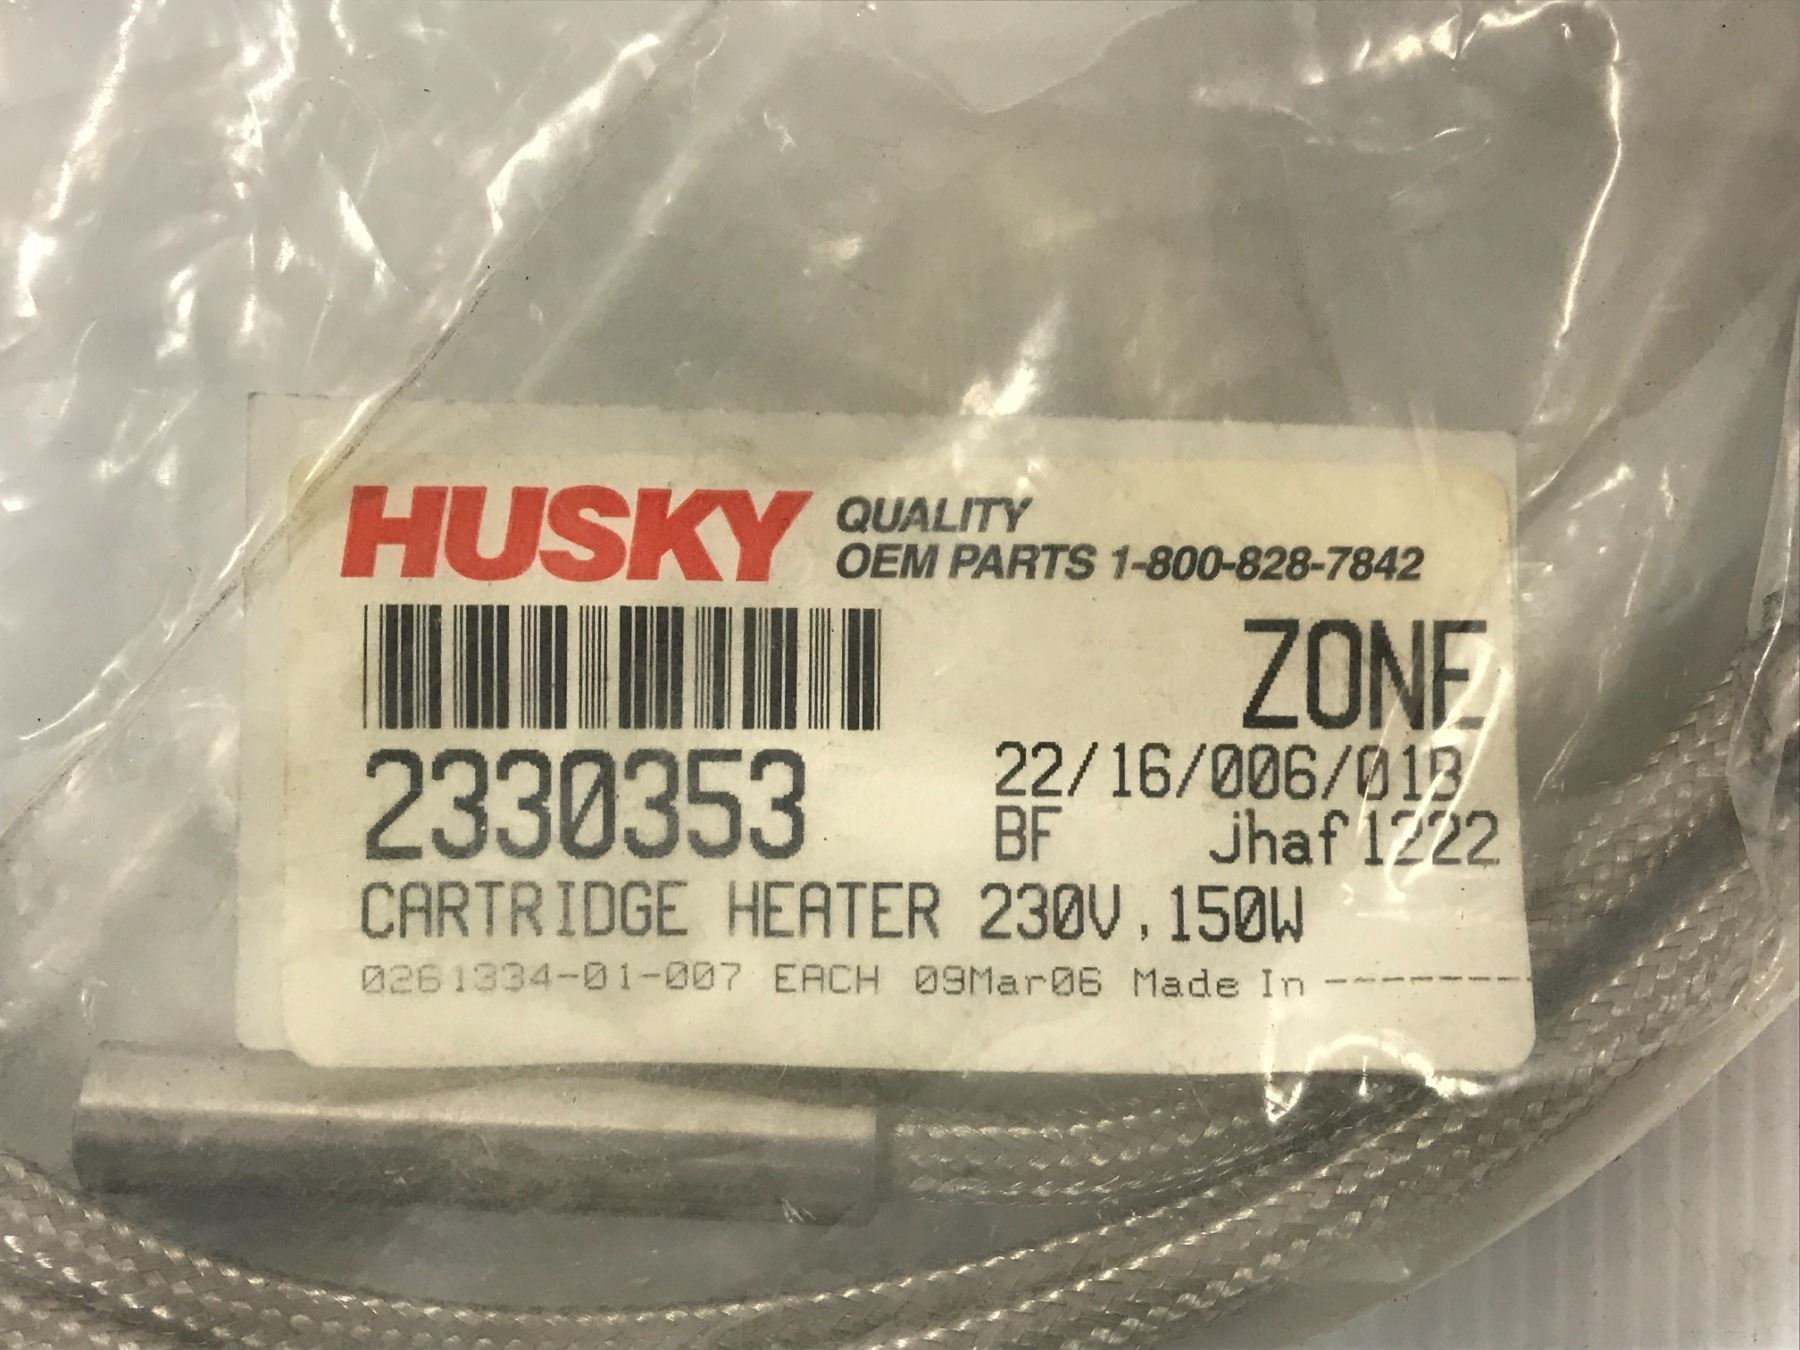 HUSKY QUALITY
OEM PARTS 1-800-828-7842
ZONE
2330353
22/16/006/01B
BF jhaf1222
CARTRIDGE HEATER 230V,150W
0261334-01-007 EACH 09Mar06 Made In -------